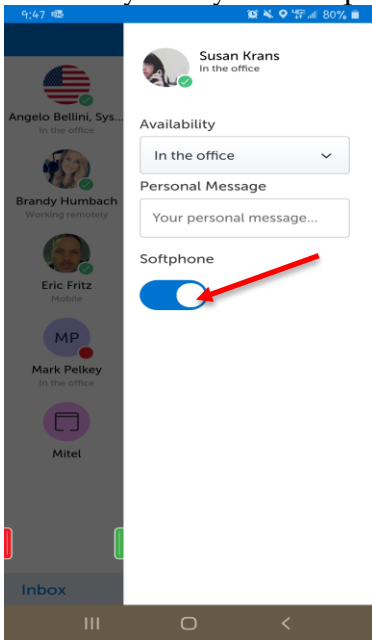 9:47
80%
Susan Krans
In the office
Angelo Bellini, Sys...
In the office
Brandy Humbach
Working remotely
Eric Fritz
Mobile
MP
Mark Pelkey
In the office
Mitel
Inbox
Availability
In the office
Personal Message
Your personal message...
Softphone